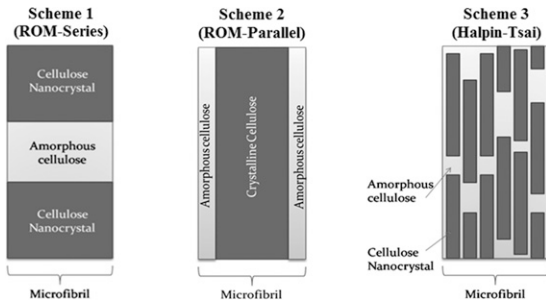 Scheme 1
(ROM-Series)
Cellulose
Nanocrystal
Amorphous
cellulose
Cellulose
Nanocrystal
Microfibril
Scheme 2
(ROM-Parallel)
Amorphous cellulose
Crystalline Cellulose
Amorphous cellulose
Microfibril
Scheme 3
(Halpin-Tsai)
Amorphous
cellulose
Cellulose
Nanocrystal
Microfibril